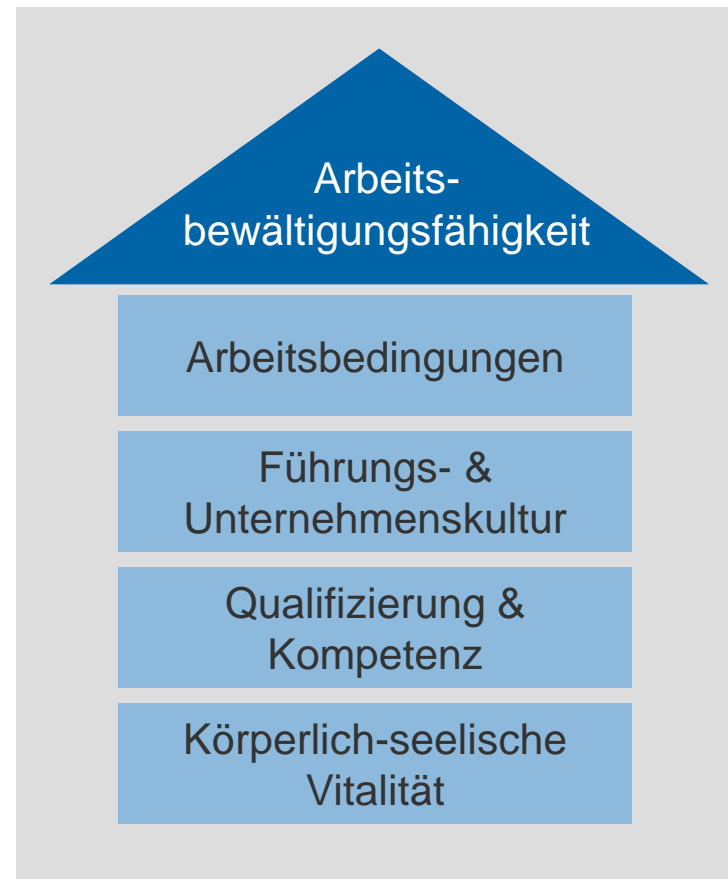 Arbeits-
bewältigungsfähigkeit
Arbeitsbedingungen
Führungs- &
Unternehmenskultur
Qualifizierung &
Kompetenz
Körperlich-seelische
Vitalität